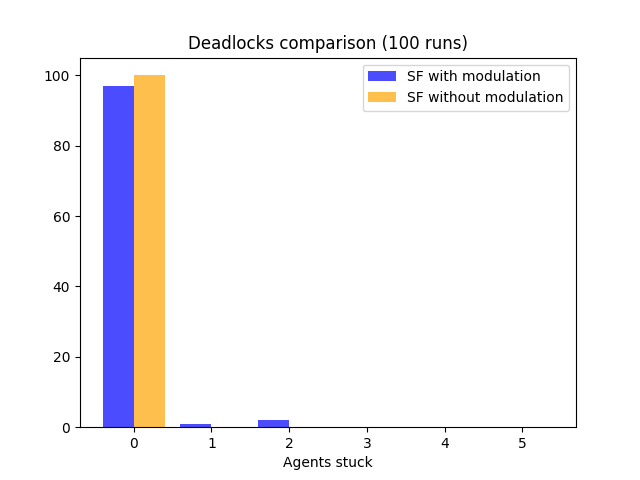 Deadlocks comparison (100 runs)
SF with modulation
SF without modulation
100
80
60
40
20
0
0 1 2 3 4 5
Agents stuck